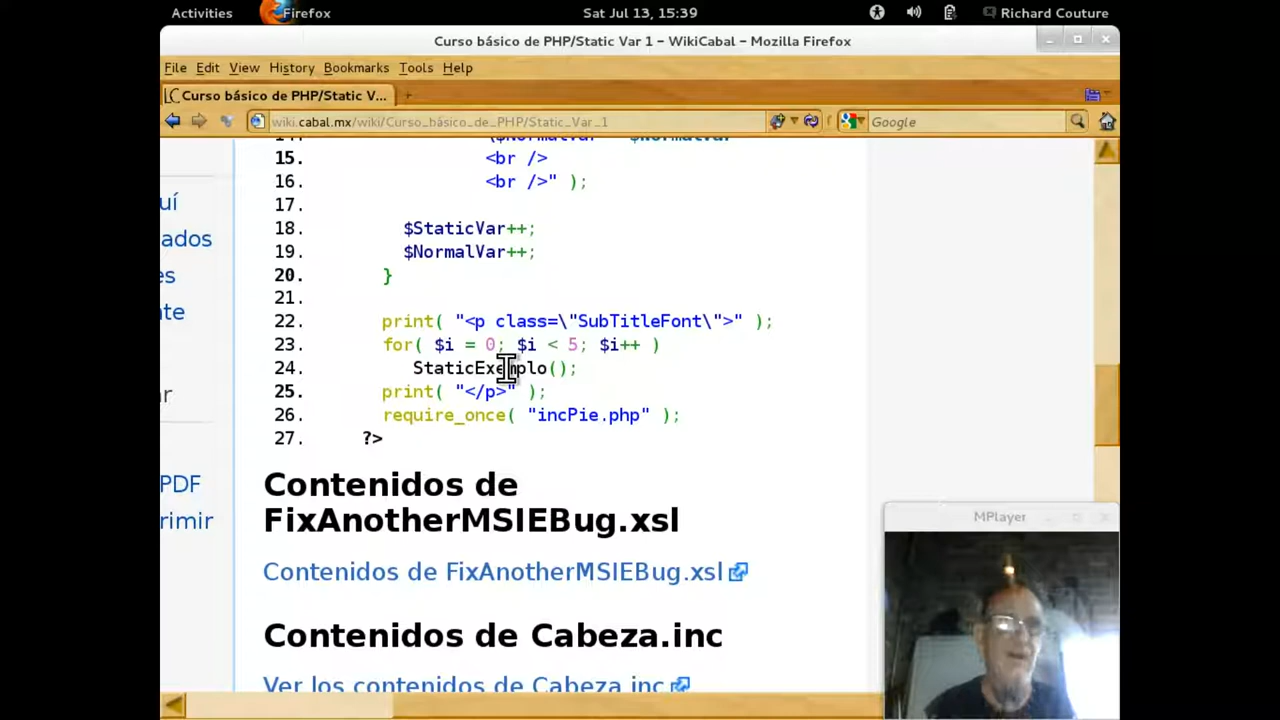 Activities Firefox Sat Jul 13, 15:39 Richard Couture
Curso básico de PHP/Static Var 1 - WikiCabal - Mozilla Firefox
File Edit View History Bookmarks Tools Help
Curso básico de PHP/Static V...
wiki.cabal.mx/wiki/Curso_básico_de_PHP/Static_Var_1 Google
15. <br />
16. <br />" );
17.
18. $StaticVar++;
19. $NormalVar++;
20. }
21.
22. print( "<p class=\"SubTitleFont\">" );
23. for( $i = 0; $i < 5; $i++ )
24. StaticExemplo();
25. print( "</p>" );
26. require_once( "incPie.php" );
27. ?>
uí
ados
es
nte
ar
PDF
rimir
Contenidos de
FixAnotherMSIEBug.xsl
Contenidos de FixAnotherMSIEBug.xsl
Contenidos de Cabeza.inc
Ver los contenidos de Cabeza.inc
MPlayer